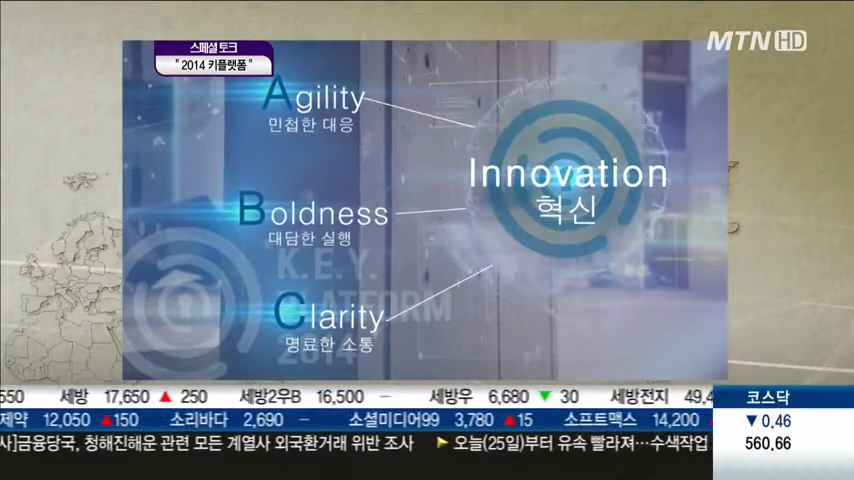 스페셜 토크
" 2014 키플랫폼 "
MTN HD
Agility
민첩한 대응
Innovation
혁신
Boldness
대담한 실행
K.E.Y.
PLATFORM
2014
Clarity
명료한 소통
550 세방 17,650 ▲ 250 세방2우B 16,500 – 세방우 6,680 ▼ 30 세방전지 49,4
제약 12,050 ▲150 소리바다 2,690 – 소셜미디어99 3,780 ▲15 소프트맥스 14,200 ▲
사]금융당국, 청해진해운 관련 모든 계열사 외국환거래 위반 조사 ▶ 오늘(25일)부터 유속 빨라져···수색작업
코스닥
▼ 0.46
560.66